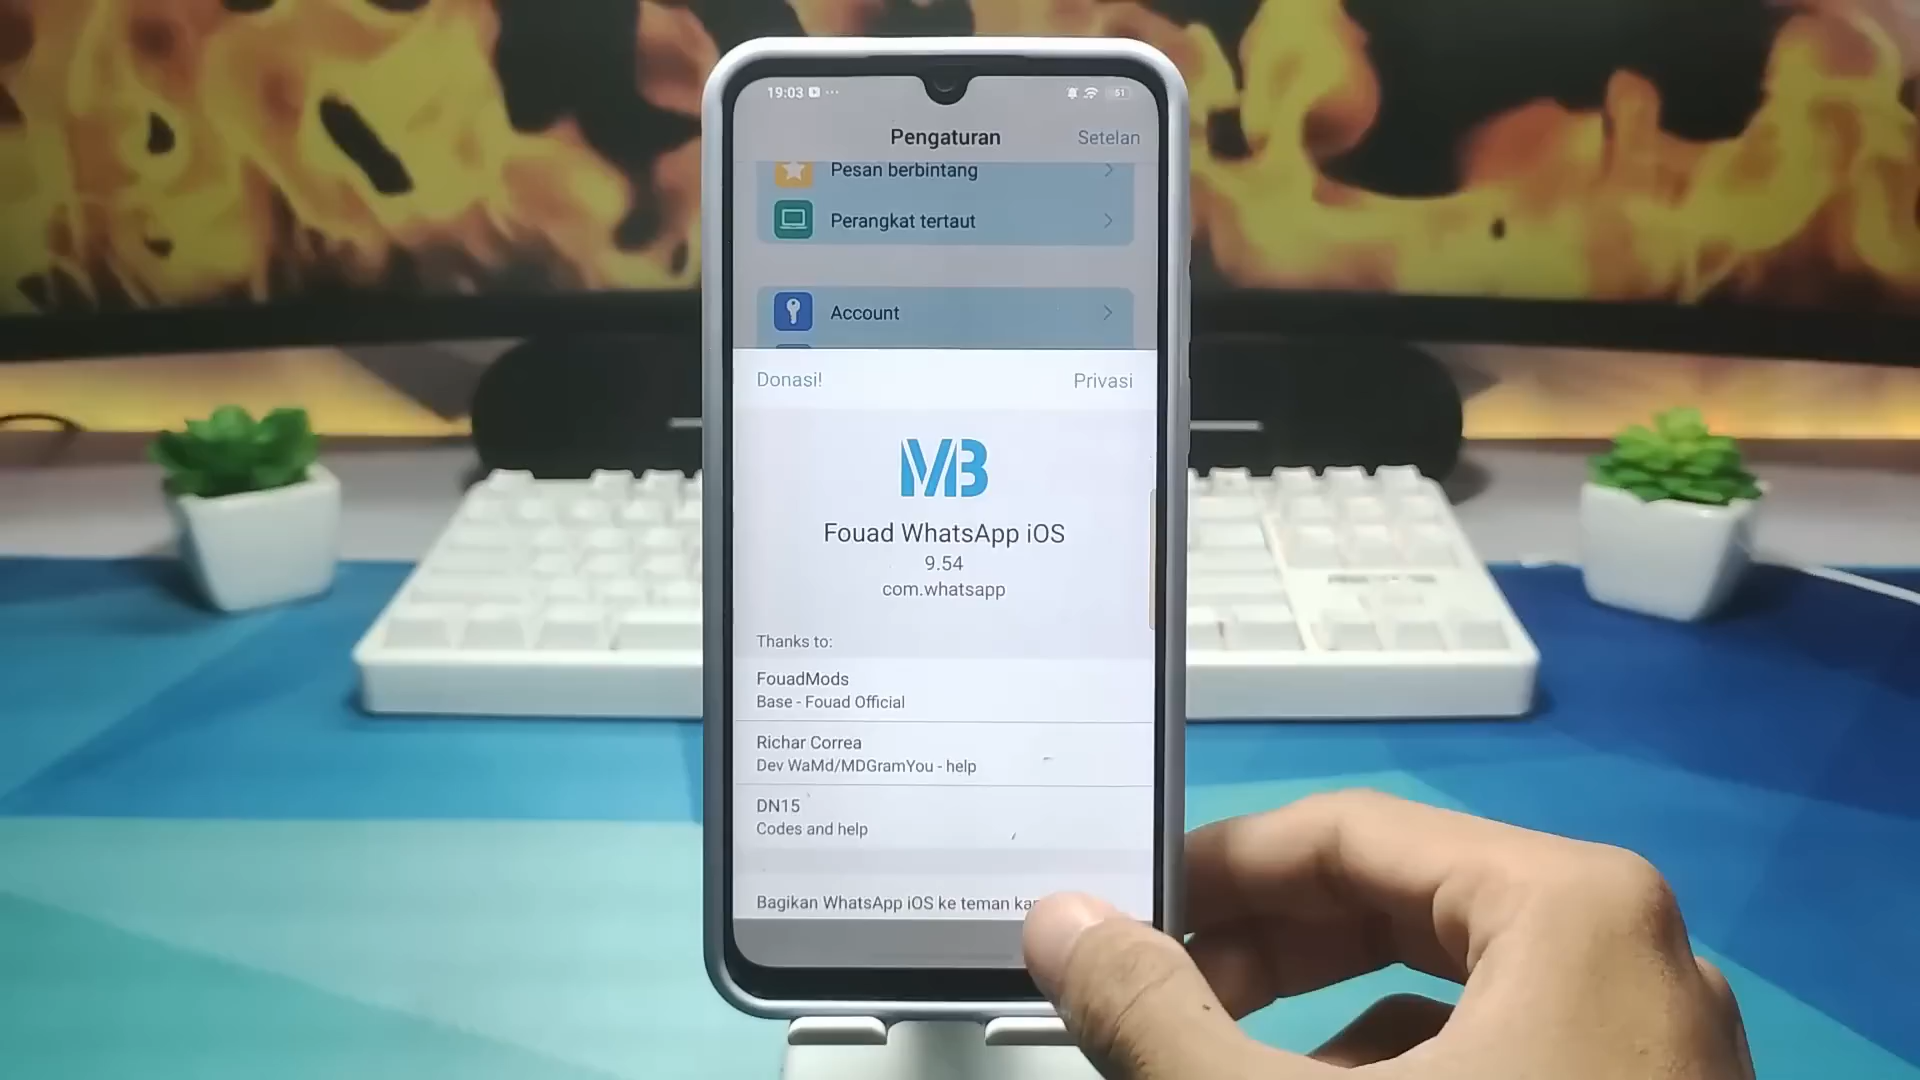 19:03
51
Pengaturan
Setelan
Pesan berbintang
Perangkat tertaut
Account
Donasi!
Privasi
MB
Fouad WhatsApp iOS
9.54
com.whatsapp
Thanks to:
FouadMods
Base - Fouad Official
Richar Correa
Dev WaMd/MDGramYou - help
DN15
Codes and help
Bagikan WhatsApp iOS ke teman